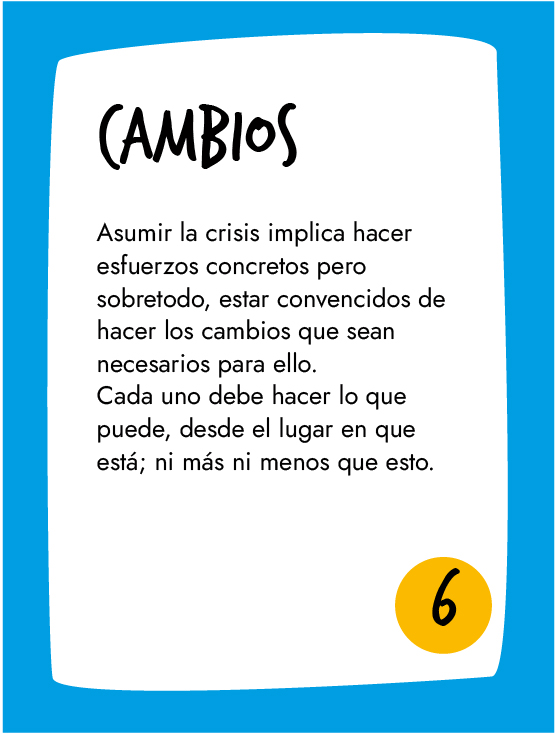 CAMBIOS
Asumir la crisis implica hacer
esfuerzos concretos pero
sobretodo, estar convencidos de
hacer los cambios que sean
necesarios para ello.
Cada uno debe hacer lo que
puede, desde el lugar en que
está; ni más ni menos que esto.
6